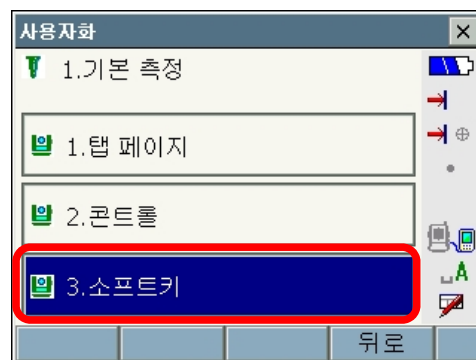 사용자화
1.기본 측정
1.탭 페이지
2.콘트롤
3.소프트키
A
뒤로